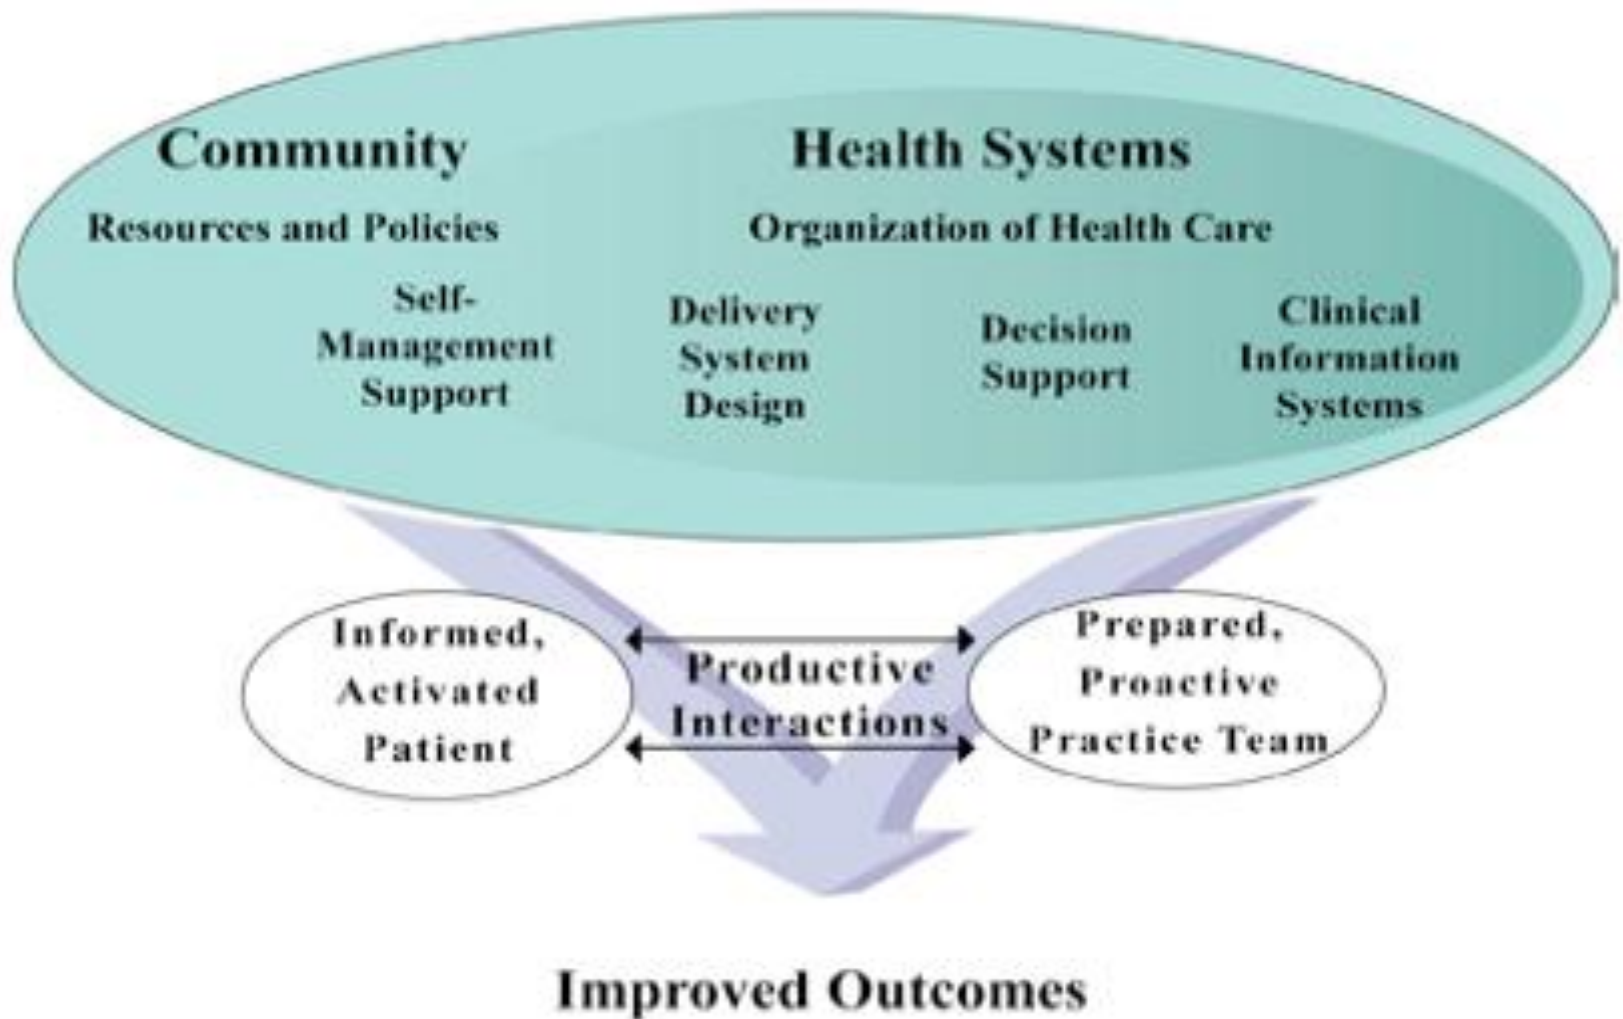 Community
Health Systems
Resources and Policies
Organization of Health Care
Self-
Management
Support
Delivery
System
Design
Decision
Support
Clinical
Information
Systems
Informed,
Activated
Patient
Productive
Interactions
Prepared,
Proactive
Practice Team
Improved Outcomes